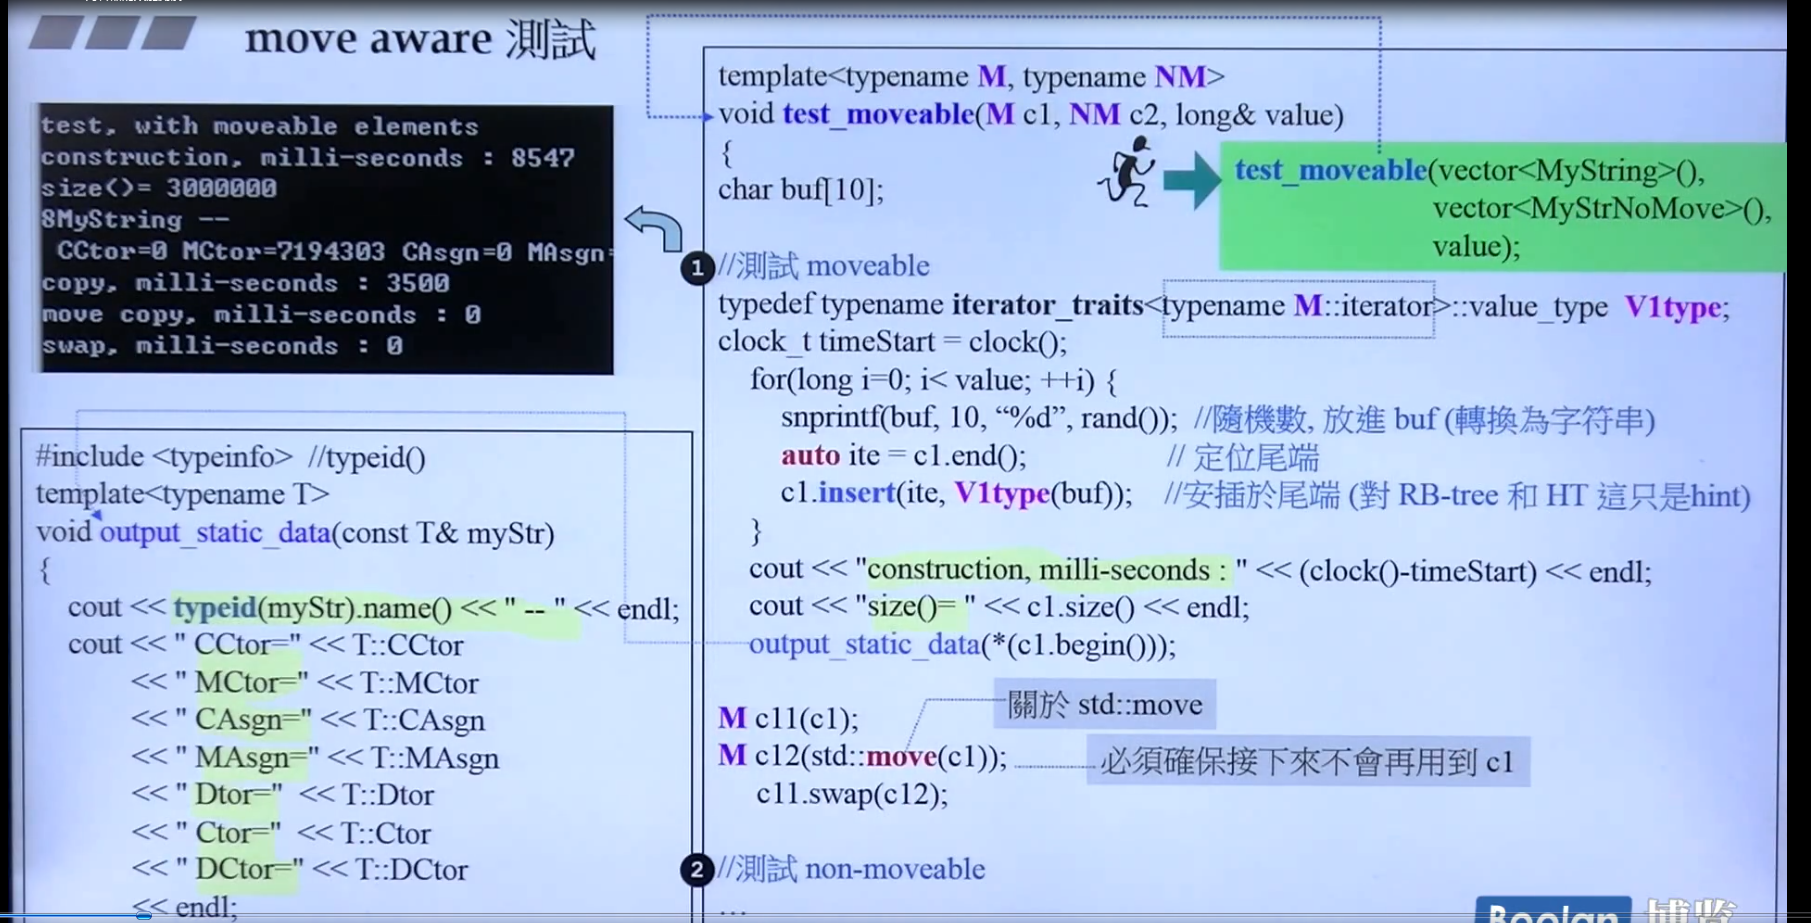 move aware 測試
test, with moveable elements
construction, milli-seconds : 8547
size()= 3000000
8MyString --
CCtor=0 MCtor=7194303 CAsgn=0 MAsgn=
copy, milli-seconds : 3500
move copy, milli-seconds : 0
swap, milli-seconds : 0
#include <typeinfo> //typeid()
template<typename T>
void output_static_data(const T& myStr)
{
cout << typeid(myStr).name() << " -- " << endl;
cout << " CCtor=" << T::CCtor
<< " MCtor=" << T::MCtor
<< " CAsgn=" << T::CAsgn
<< " MAsgn=" << T::MAsgn
<< " Dtor=" << T::Dtor
<< " Ctor=" << T::Ctor
<< " DCtor=" << T::DCtor
<< endl;
template<typename M, typename NM>
void test_moveable(M c1, NM c2, long& value)
{
char buf[10];
test_moveable(vector<MyString>(),
vector<MyStrNoMove>(),
value);
1 //測試 moveable
typedef typename iterator_traits<typename M::iterator>::value_type V1type;
clock_t timeStart = clock();
for(long i=0; i< value; ++i) {
snprintf(buf, 10, “%d”, rand()); //隨機數, 放進 buf (轉換為字符串)
auto ite = c1.end(); // 定位尾端
c1.insert(ite, V1type(buf)); //安插於尾端 (對 RB-tree 和 HT 這只是hint)
}
cout << "construction, milli-seconds : " << (clock()-timeStart) << endl;
cout << "size()= " << c1.size() << endl;
output_static_data(*(c1.begin()));
關於 std::move
M c11(c1);
M c12(std::move(c1)); 必須確保接下來不會再用到 c1
c11.swap(c12);
2 //測試 non-moveable
...
Boolan 博览